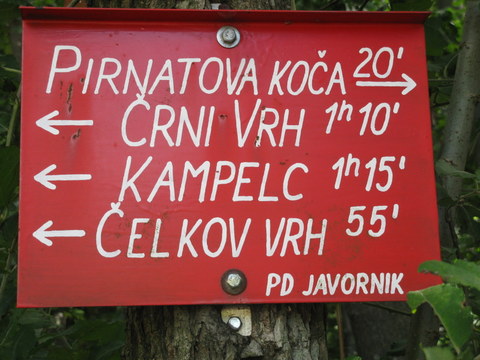 PIRNATOVA KOČA 20' →
← ČRNI VRH 1h 10'
← KAMPELC 1h 15'
← ČELKOV VRH 55'
PD JAVORNIK